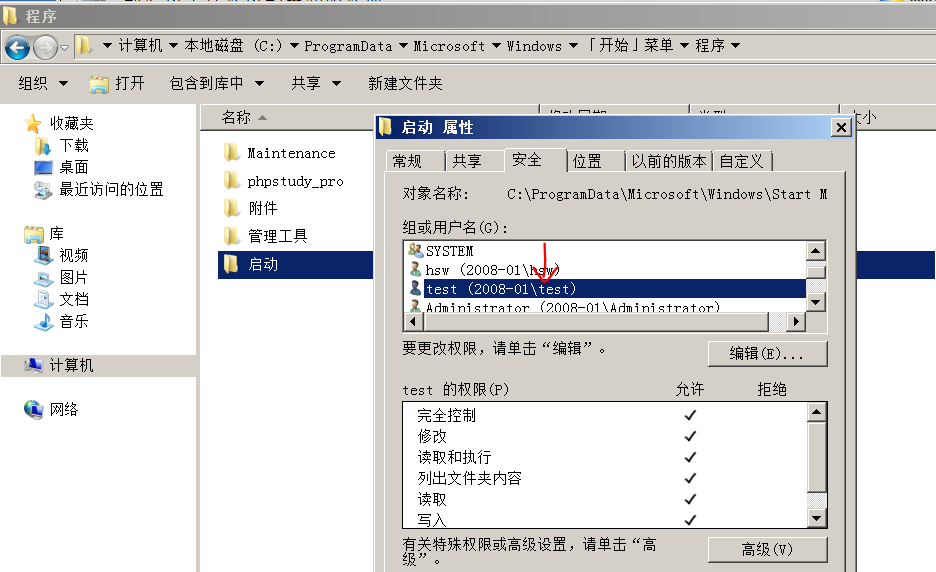 程序
计算机 本地磁盘 (C:) ProgramData Microsoft Windows 「开始」菜单 程序
组织 打开 包含到库中 共享 新建文件夹
收藏夹
下载
桌面
最近访问的位置
库
视频
图片
文档
音乐
计算机
网络
名称
大小
Maintenance
phpstudy_pro
附件
管理工具
启动
启动 属性
常规 共享 安全 位置 以前的版本 自定义
对象名称: C:\ProgramData\Microsoft\Windows\Start M
组或用户名(G):
SYSTEM
hsw (2008-01\hsw)
test (2008-01\test)
Administrator (2008-01\Administrator)
要更改权限，请单击“编辑”。
编辑(E)...
test 的权限(P) 允许 拒绝
完全控制
修改
读取和执行
列出文件夹内容
读取
写入
有关特殊权限或高级设置，请单击“高
级”。
高级(V)